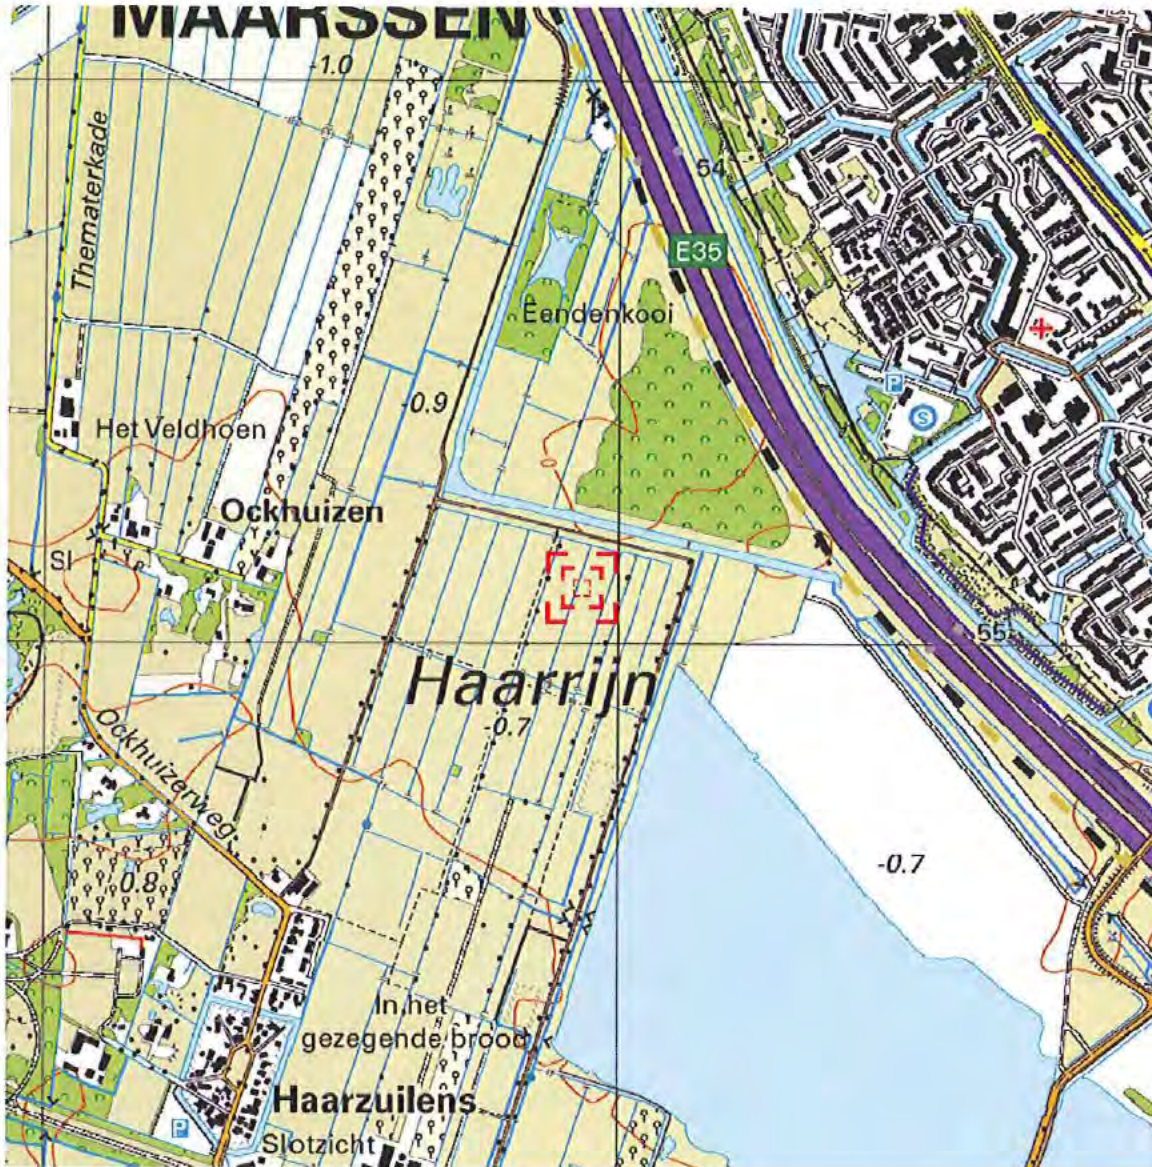 MAARSSEN
-1.0
Thematerkade
54
E35
Eendenkooi
-0.9
P
S
Het Veldhoen
Ockhuizen
0
Sl
55
Haarrijn
-0.7
Ockhuizerweg
-0.7
0.8
In het
gezegende brood
Haarzuilens
P
Slotzicht